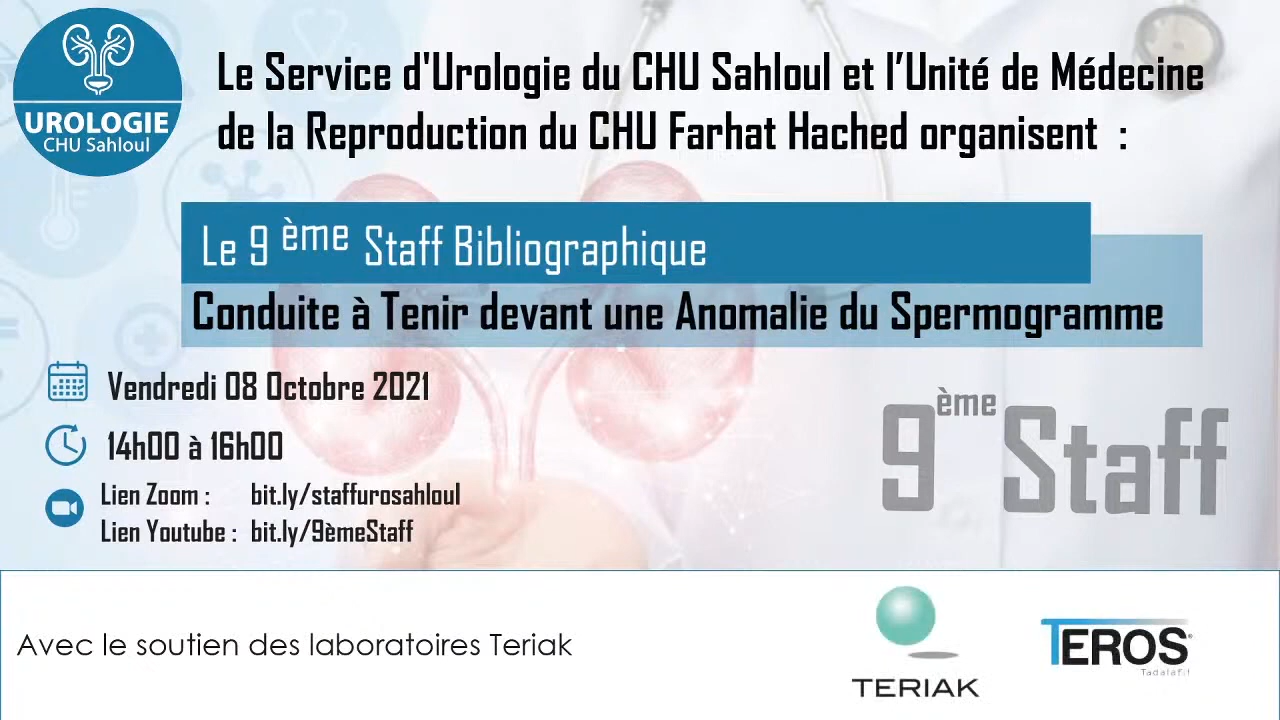 UROLOGIE
CHU Sahloul
Le Service d'Urologie du CHU Sahloul et l'Unité de Médecine
de la Reproduction du CHU Farhat Hached organisent :
Le 9 ème Staff Bibliographique
Conduite à Tenir devant une Anomalie du Spermogramme
Vendredi 08 Octobre 2021
14h00 à 16h00
Lien Zoom : bit.ly/staffurosahloul
Lien Youtube : bit.ly/9èmeStaff
9ème Staff
Avec le soutien des laboratoires Teriak
TERIAK
TEROS®
Tadalafil